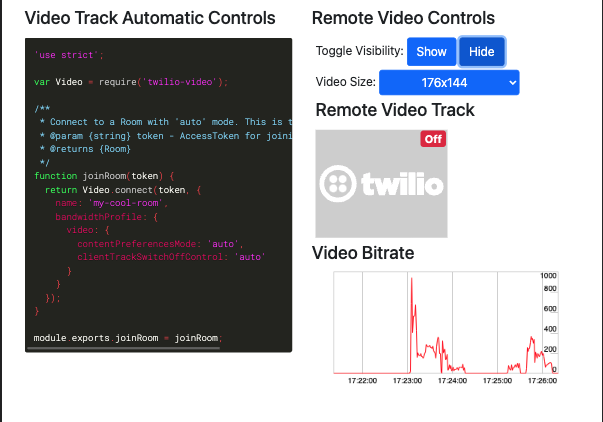 Video Track Automatic Controls
'use strict';
var Video = require('twilio-video');
/**
* Connect to a Room with 'auto' mode. This is t
* @param {string} token - AccessToken for joini
* @returns {Room}
*/
function joinRoom(token) {
return Video.connect(token, {
name: 'my-cool-room',
bandwidthProfile: {
video: {
contentPreferencesMode: 'auto',
clientTrackSwitchOffControl: 'auto'
}
}
});
}
module.exports.joinRoom = joinRoom;
Remote Video Controls
Toggle Visibility: Show Hide
Video Size: 176x144
Remote Video Track
Off
twilio
Video Bitrate
1000
800
600
400
200
0
17:22:00 17:23:00 17:24:00 17:25:00 17:26:00